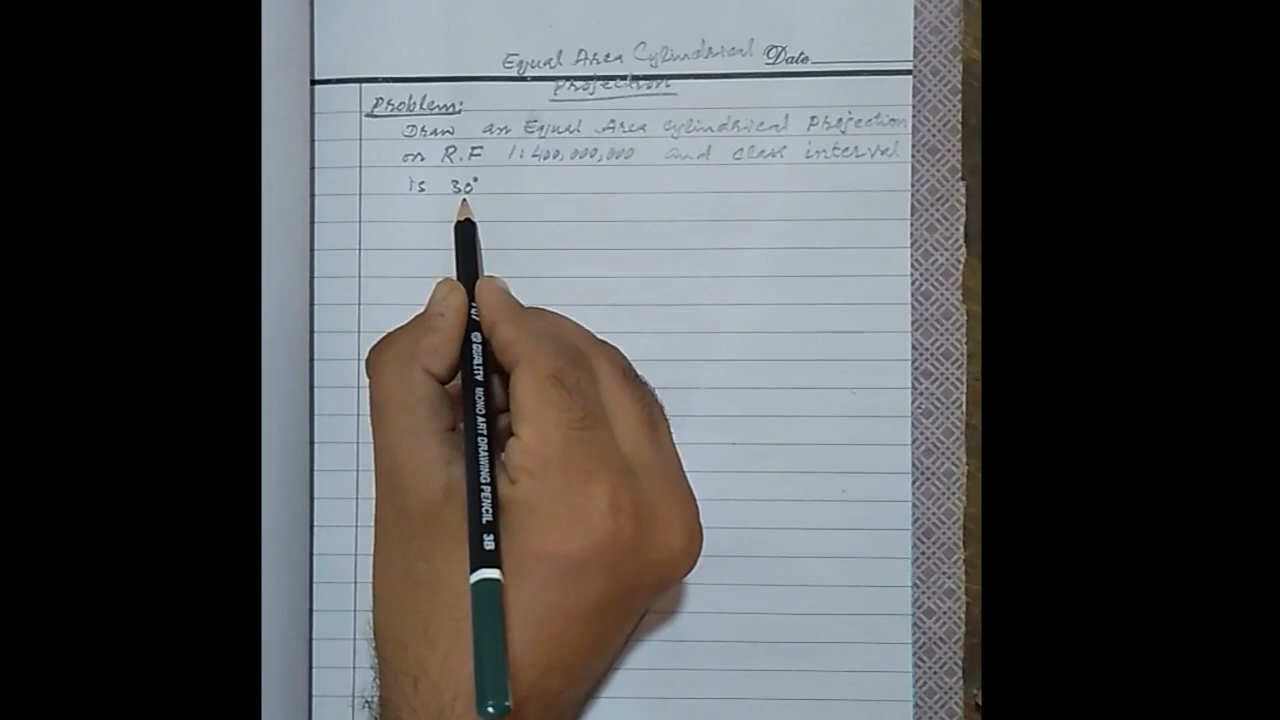 Equal Area Cylindrical Date
Projection
Problem:
Draw an Equal Area Cylindrical Projection
on R.F 1:400,000,000 and class interval
is 30°
QUALITY MONO ART DRAWING PENCIL 3B